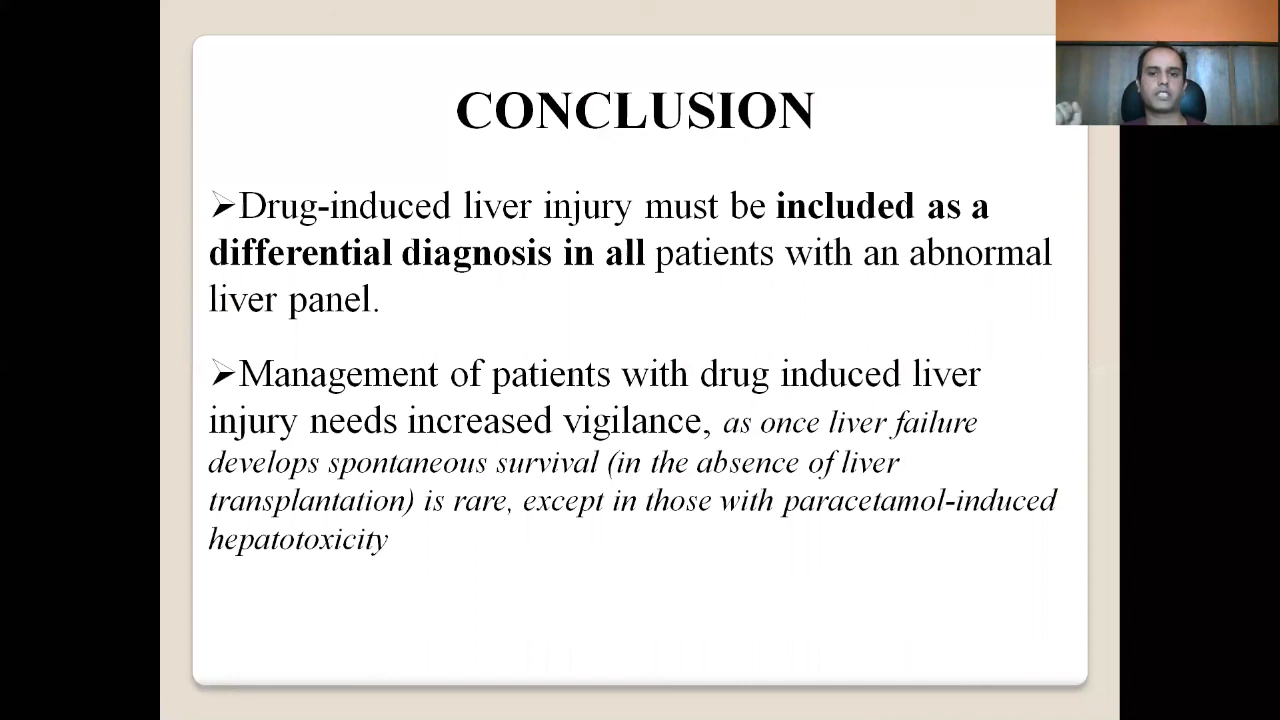 CONCLUSION
➢Drug-induced liver injury must be included as a
differential diagnosis in all patients with an abnormal
liver panel.
➢Management of patients with drug induced liver
injury needs increased vigilance, as once liver failure
develops spontaneous survival (in the absence of liver
transplantation) is rare, except in those with paracetamol-induced
hepatotoxicity